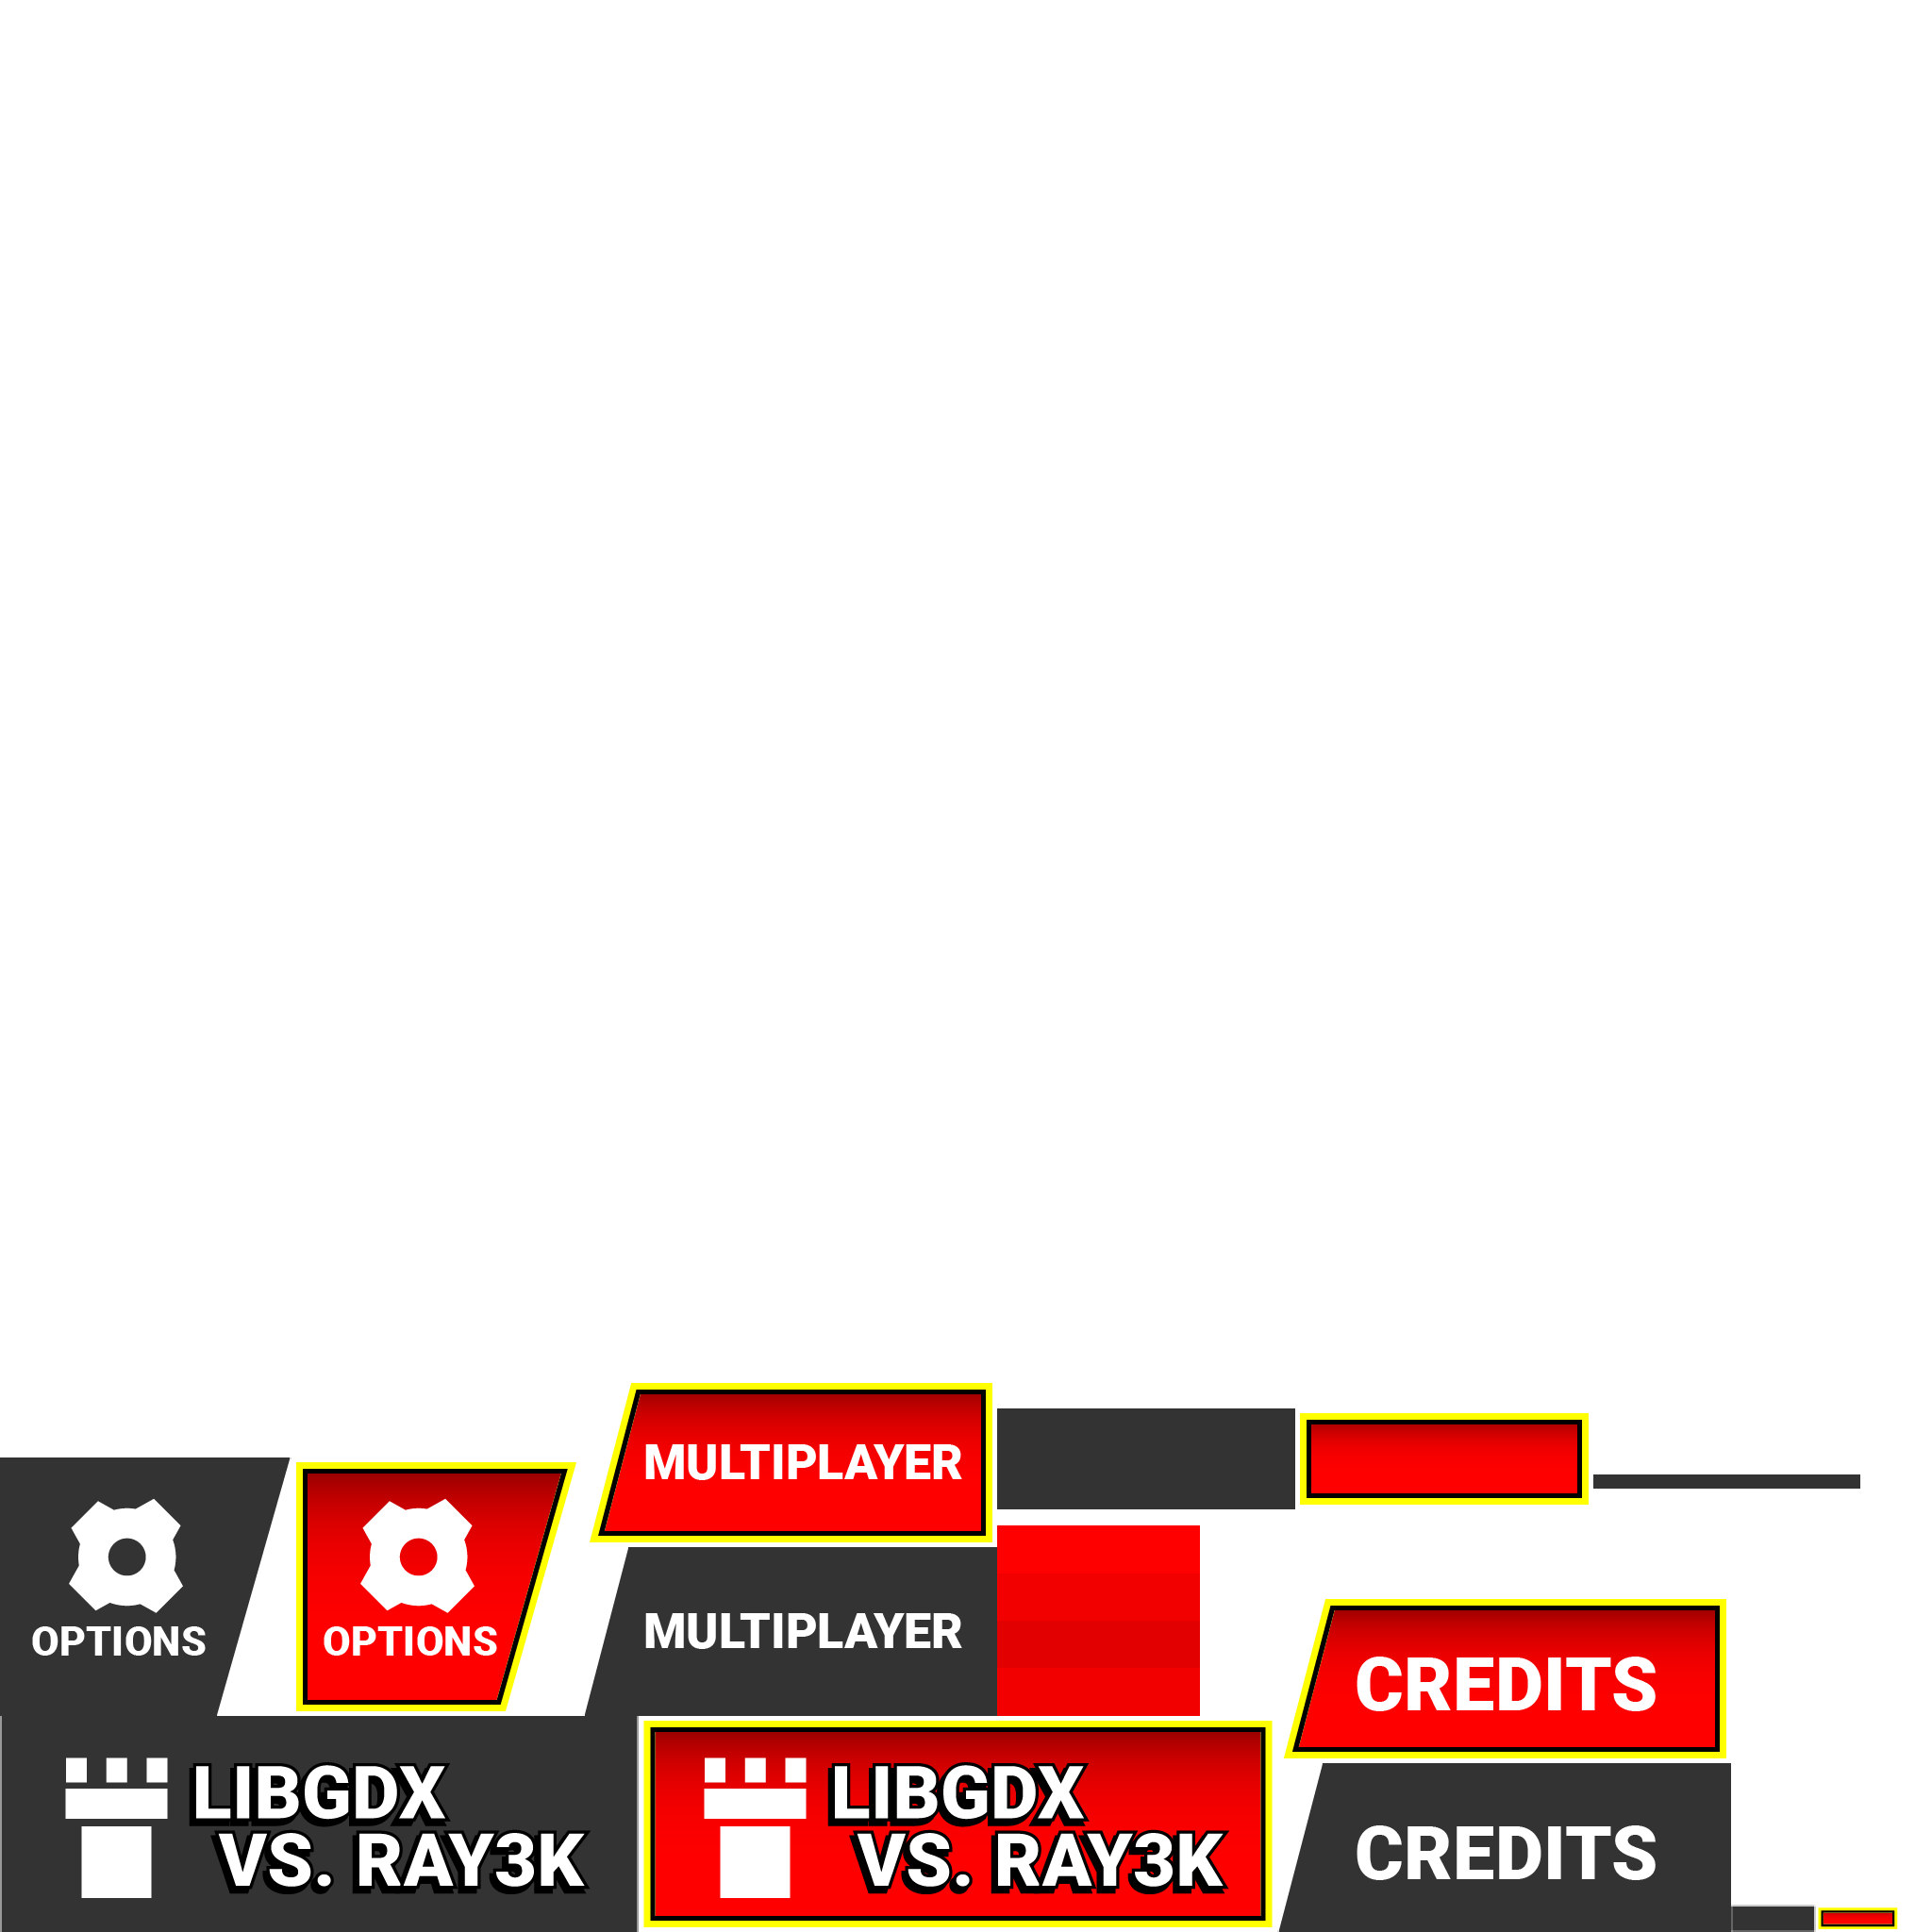 MULTIPLAYER
OPTIONS
OPTIONS
MULTIPLAYER
CREDITS
LIBGDX
VS. RAY3K
LIBGDX
VS. RAY3K
CREDITS